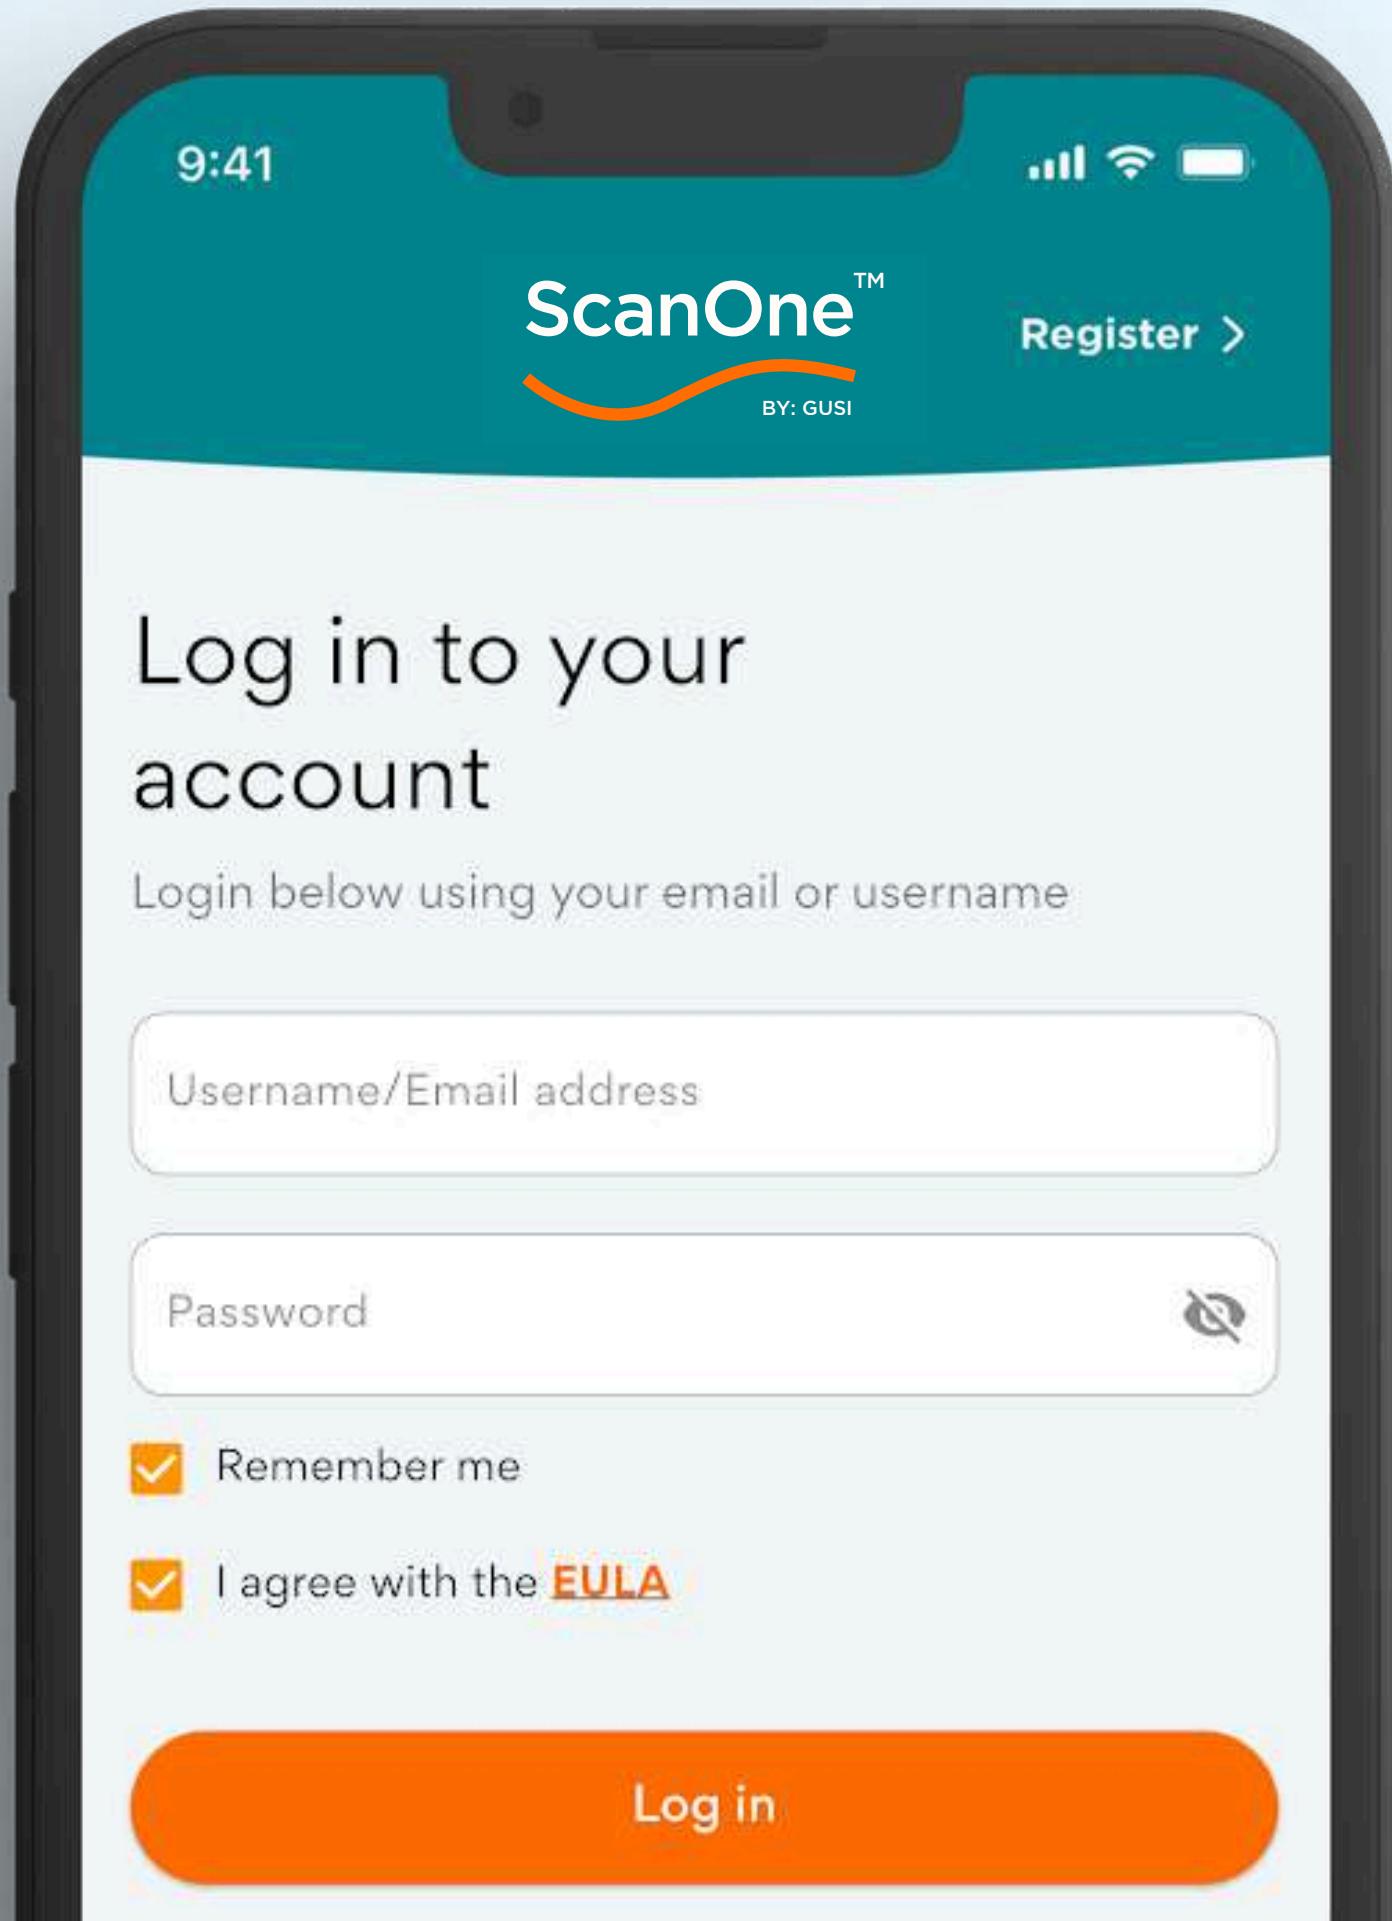 9:41
ScanOne™
BY: GUSI
Register
Log in to your
account
Login below using your email or username
Username/Email address
Password
Remember me
I agree with the EULA
Log in